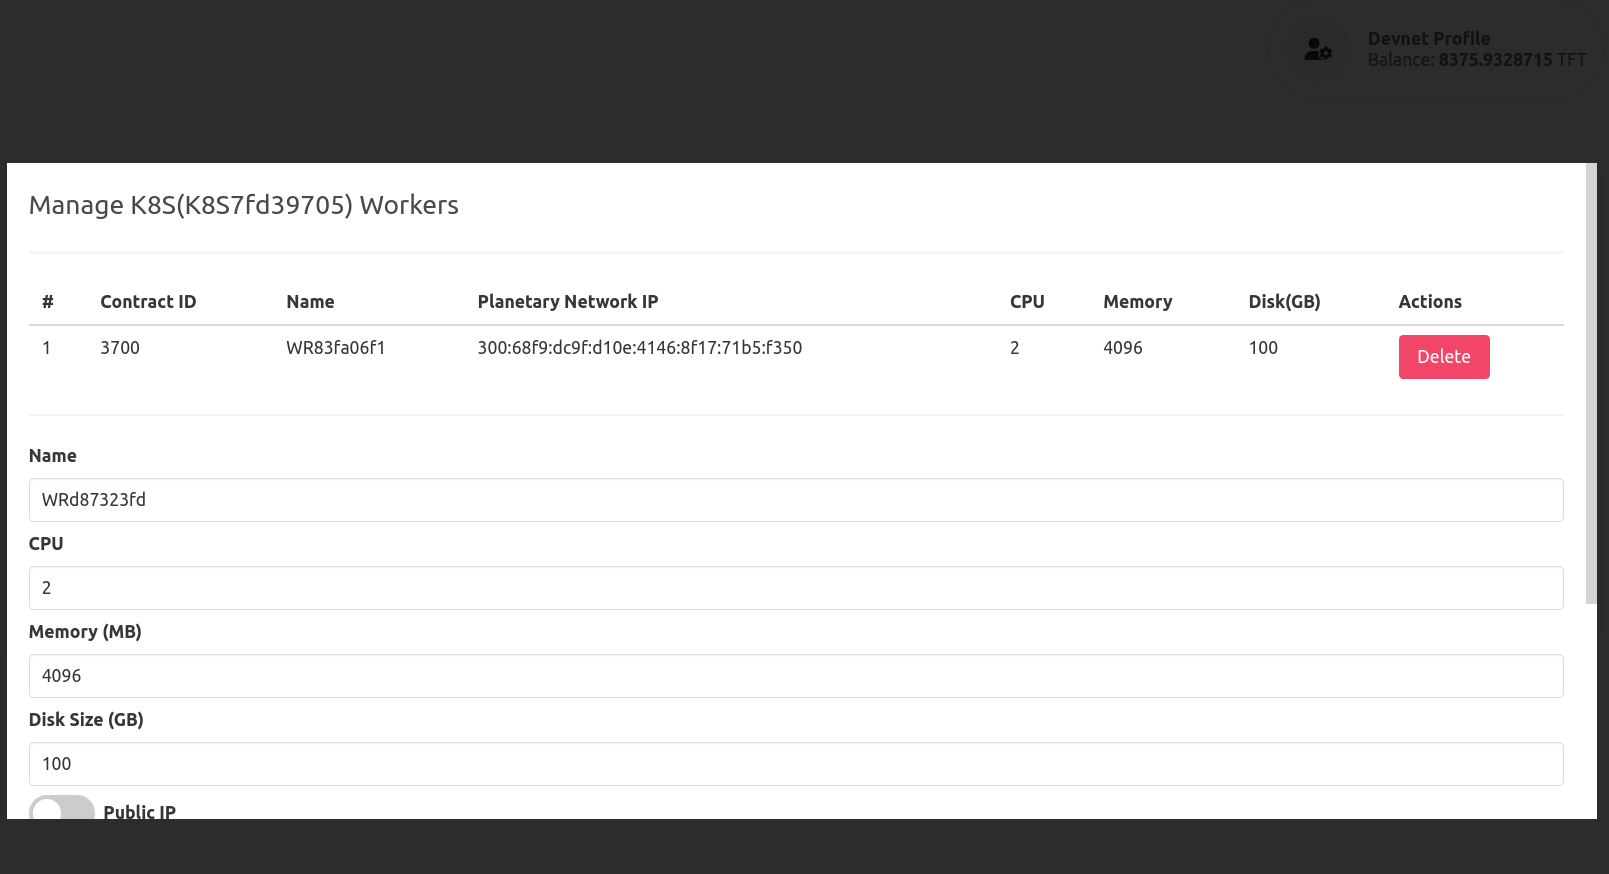 Devnet Profile
Balance: 8375.9328715 TFT
Manage K8S(K8S7fd39705) Workers
# Contract ID Name Planetary Network IP CPU Memory Disk(GB) Actions
1 3700 WR83fa06f1 300:68f9:dc9f:d10e:4146:8f17:71b5:f350 2 4096 100 Delete
Name
WRd87323fd
CPU
2
Memory (MB)
4096
Disk Size (GB)
100
Public IP